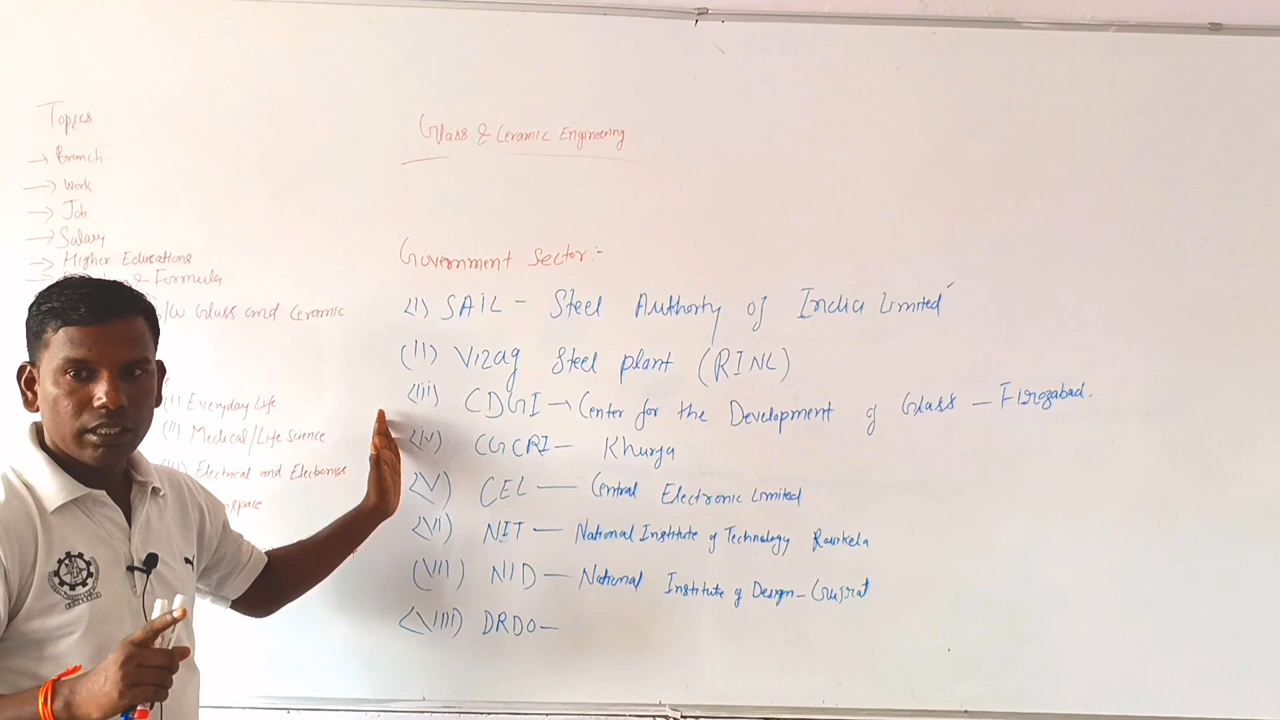 Topics
→ Branch
→ Work
→ Job
→ Salary
→ Higher Educations
& Formula
Glass and Ceramic
(i) Everyday Life
(ii) Medical/Life Science
(iii) Electrical and Electronics
Glass & Ceramic Engineering
Government Sector:-
(i) SAIL - Steel Authority of India Limited
(ii) Vizag Steel plant (RINL)
(iii) CDGI → Center for the Development of Glass - Firozabad.
(iv) CGCRI - Khurja
(v) CEL - Central Electronic Limited
(vi) NIT - National Institute of Technology Rourkela
(vii) NID - National Institute of Design - Gujrat
(viii) DRDO -